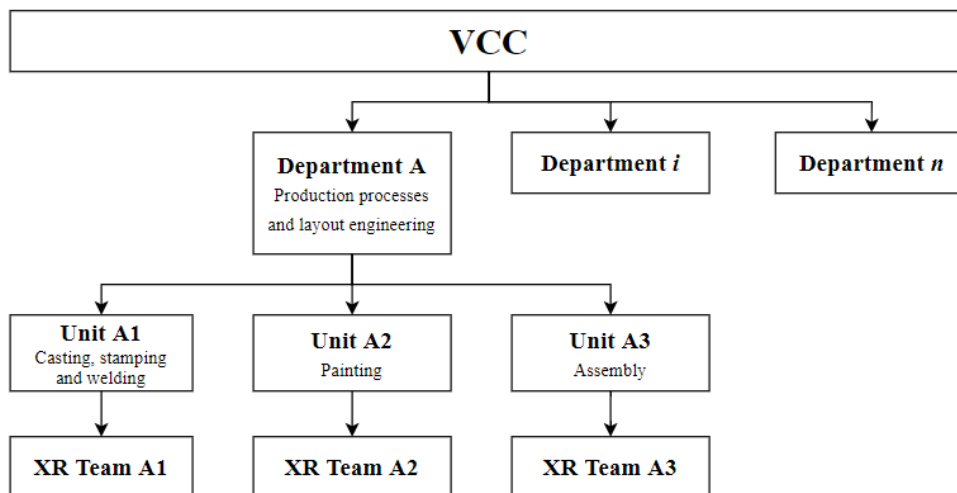 VCC
Department A
Production processes
and layout engineering
Department i
Department n
Unit A1
Casting, stamping
and welding
Unit A2
Painting
Unit A3
Assembly
XR Team A1
XR Team A2
XR Team A3